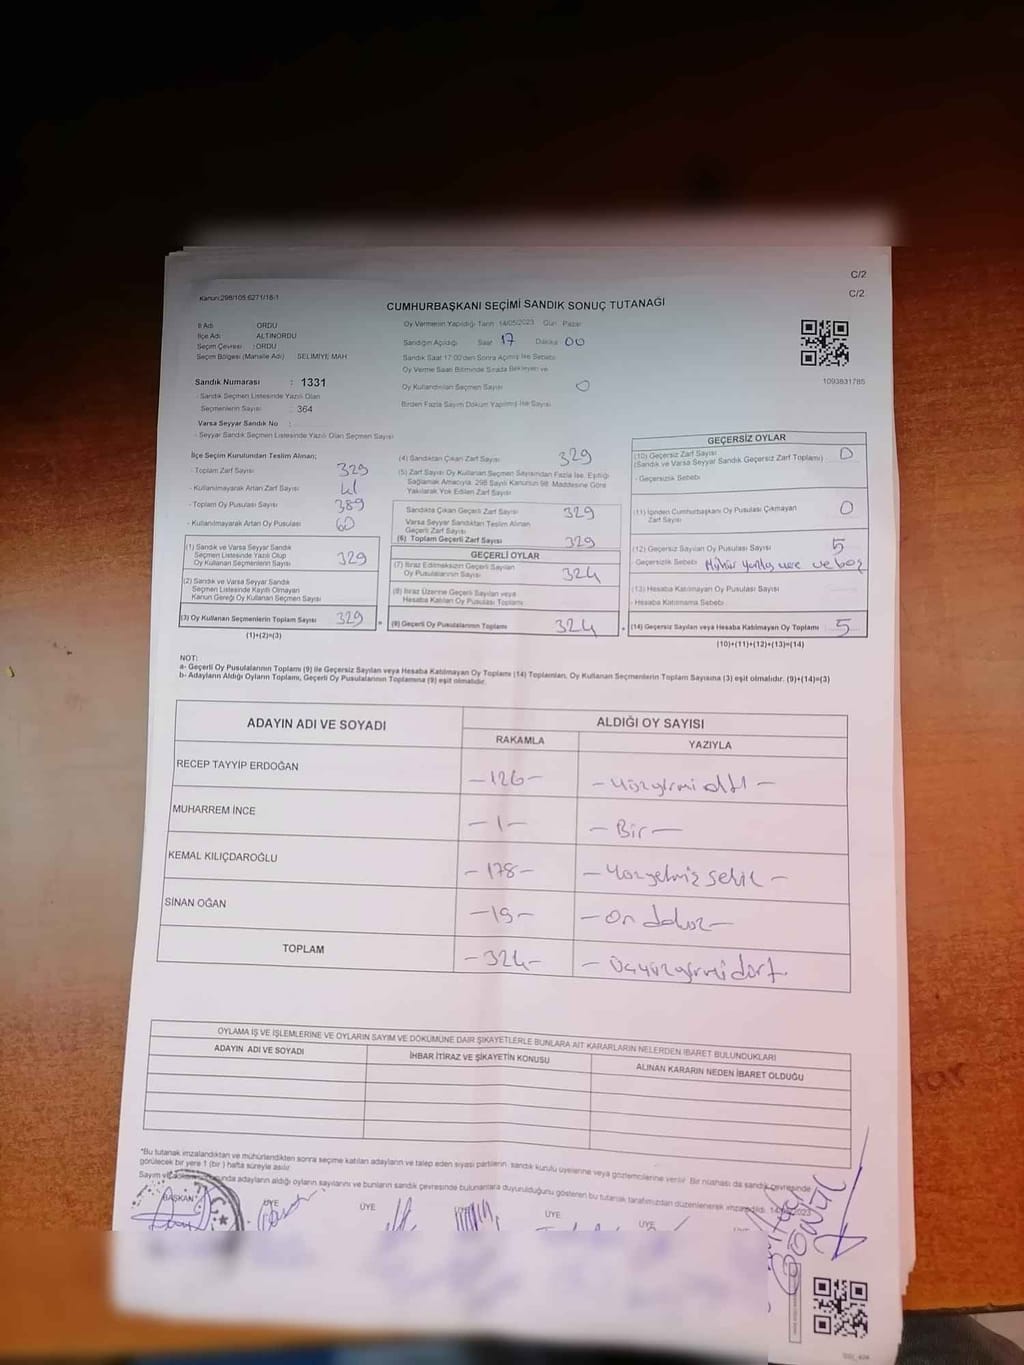 C/2
Kanun:298/105,6271/18-1
C/2
CUMHURBAŞKANI SEÇİMİ SANDIK SONUÇ TUTANAĞI
İl Adı ORDU
İlçe Adı ALTINORDU
Seçim Çevresi : ORDU
Seçim Bölgesi (Mahalle Adı) SELİMİYE MAH
Oy Vermenin Yapıldığı Tarih 14/05/2023 Gün Pazar
Sandığın Açıldığı Saat 17 Dakika 00
Sandık Saat 17:00'den Sonra Açılmış İse Sebebi
Oy Verme Saati Bitiminde Sırada Bekleyen ve
Oy Kullandırılan Seçmen Sayısı 0
Birden Fazla Sayım Döküm Yapılmış İse Sayısı
1093831785
Sandık Numarası : 1331
- Sandık Seçmen Listesinde Yazılı Olan
Seçmenlerin Sayısı : 364
Varsa Seyyar Sandık No :
- Seyyar Sandık Seçmen Listesinde Yazılı Olan Seçmen Sayısı
İlçe Seçim Kurulundan Teslim Alınan;
- Toplam Zarf Sayısı 329
- Kullanılmayarak Artan Zarf Sayısı
- Toplam Oy Pusulası Sayısı 389
- Kullanılmayarak Artan Oy Pusulası 60
(1) Sandık ve Varsa Seyyar Sandık
Seçmen Listesinde Yazılı Olup
Oy Kullanan Seçmenlerin Sayısı 329
(2) Sandık ve Varsa Seyyar Sandık
Seçmen Listesinde Kayıtlı Olmayan
Kanun Gereği Oy Kullanan Seçmen Sayısı
(3) Oy Kullanan Seçmenlerin Toplam Sayısı 329
(1)+(2)=(3)
(4) Sandıktan Çıkan Zarf Sayısı 329
(5) Zarf Sayısı Oy Kullanan Seçmen Sayısından Fazla İse, Eşitliği
Sağlamak Amacıyla, 298 Sayılı Kanunun 98. Maddesine Göre
Yakılarak Yok Edilen Zarf Sayısı
Sandıkta Çıkan Geçerli Zarf Sayısı 329
Varsa Seyyar Sandıktan Teslim Alınan
Geçerli Zarf Sayısı
(6) Toplam Geçerli Zarf Sayısı 329
GEÇERLİ OYLAR
(7) İtiraz Edilmeksizin Geçerli Sayılan
Oy Pusulalarının Sayısı 324
(8) İtiraz Üzerine Geçerli Sayılan veya
Hesaba Katılan Oy Pusulası Toplamı
(9) Geçerli Oy Pusulalarının Toplamı 324
GEÇERSİZ OYLAR
(10) Geçersiz Zarf Sayısı 0
(Sandık ve Varsa Seyyar Sandık Geçersiz Zarf Toplamı)
- Geçersizlik Sebebi
(11) İçinden Cumhurbaşkanı Oy Pusulası Çıkmayan
Zarf Sayısı 0
(12) Geçersiz Sayılan Oy Pusulası Sayısı 5
- Geçersizlik Sebebi Mühür yanlış ve boş
(13) Hesaba Katılmayan Oy Pusulası Sayısı
- Hesaba Katılmama Sebebi
(14) Geçersiz Sayılan veya Hesaba Katılmayan Oy Toplamı 5
(10)+(11)+(12)+(13)=(14)
NOT:
a- Geçerli Oy Pusulalarının Toplamı (9) ile Geçersiz Sayılan veya Hesaba Katılmayan Oy Toplamı (14) Toplamları, Oy Kullanan Seçmenlerin Toplam Sayısına (3) eşit olmalıdır. (9)+(14)=(3)
b- Adayların Aldığı Oyların Toplamı, Geçerli Oy Pusulalarının Toplamına (9) eşit olmalıdır.
ADAYIN ADI VE SOYADI
ALDIĞI OY SAYISI
RAKAMLA YAZIYLA
RECEP TAYYİP ERDOĞAN -126- -Yüzyirmi altı-
MUHARREM İNCE -1- -Bir-
KEMAL KILIÇDAROĞLU -178- -Yüzyetmiş sekiz-
SİNAN OĞAN -19- -On dokuz-
TOPLAM -324- -üçyüzyirmidört
OYLAMA İŞ VE İŞLEMLERİNE VE OYLARIN SAYIM VE DÖKÜMÜNE DAİR ŞİKAYETLERLE BUNLARA AİT KARARLARIN NELERDEN İBARET BULUNDUKLARI
ADAYIN ADI VE SOYADI
İHBAR İTİRAZ VE ŞİKAYETİN KONUSU
ALINAN KARARIN NEDEN İBARET OLDUĞU
*Bu tutanak imzalandıktan ve mühürlendikten sonra seçime katılan adayların ve talep eden siyasi partilerin, sandık kurulu üyelerine veya gözlemcilerine verilir. Bir nüshası da sandık çevresinde
görülecek bir yere 1 (bir) hafta süreyle asılır.
Sayım ve unda adayların aldığı oyların sayılarını ve bunların sandık çevresinde bulunanlara duyurulduğunu gösteren bu tutanak tarafımızdan düzenlenerek imza edildi. 14 2023
BAŞKAN ÜYE ÜYE ÜYE ÜYE ÜYE
GÖNÜL